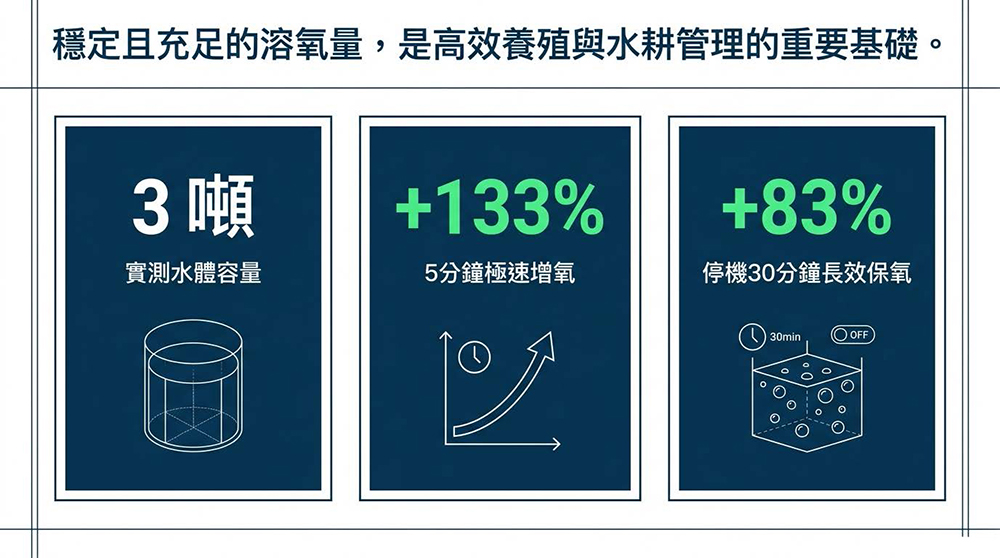 穩定且充足的溶氧量，是高效養殖與水耕管理的重要基礎。
3 噸
實測水體容量
+133%
5分鐘極速增氧
+83%
停機30分鐘長效保氧
30min
OFF